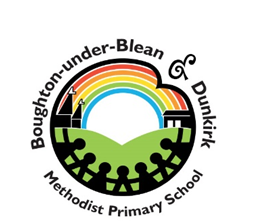 Boughton-under-Blean & Dunkirk
Methodist Primary School